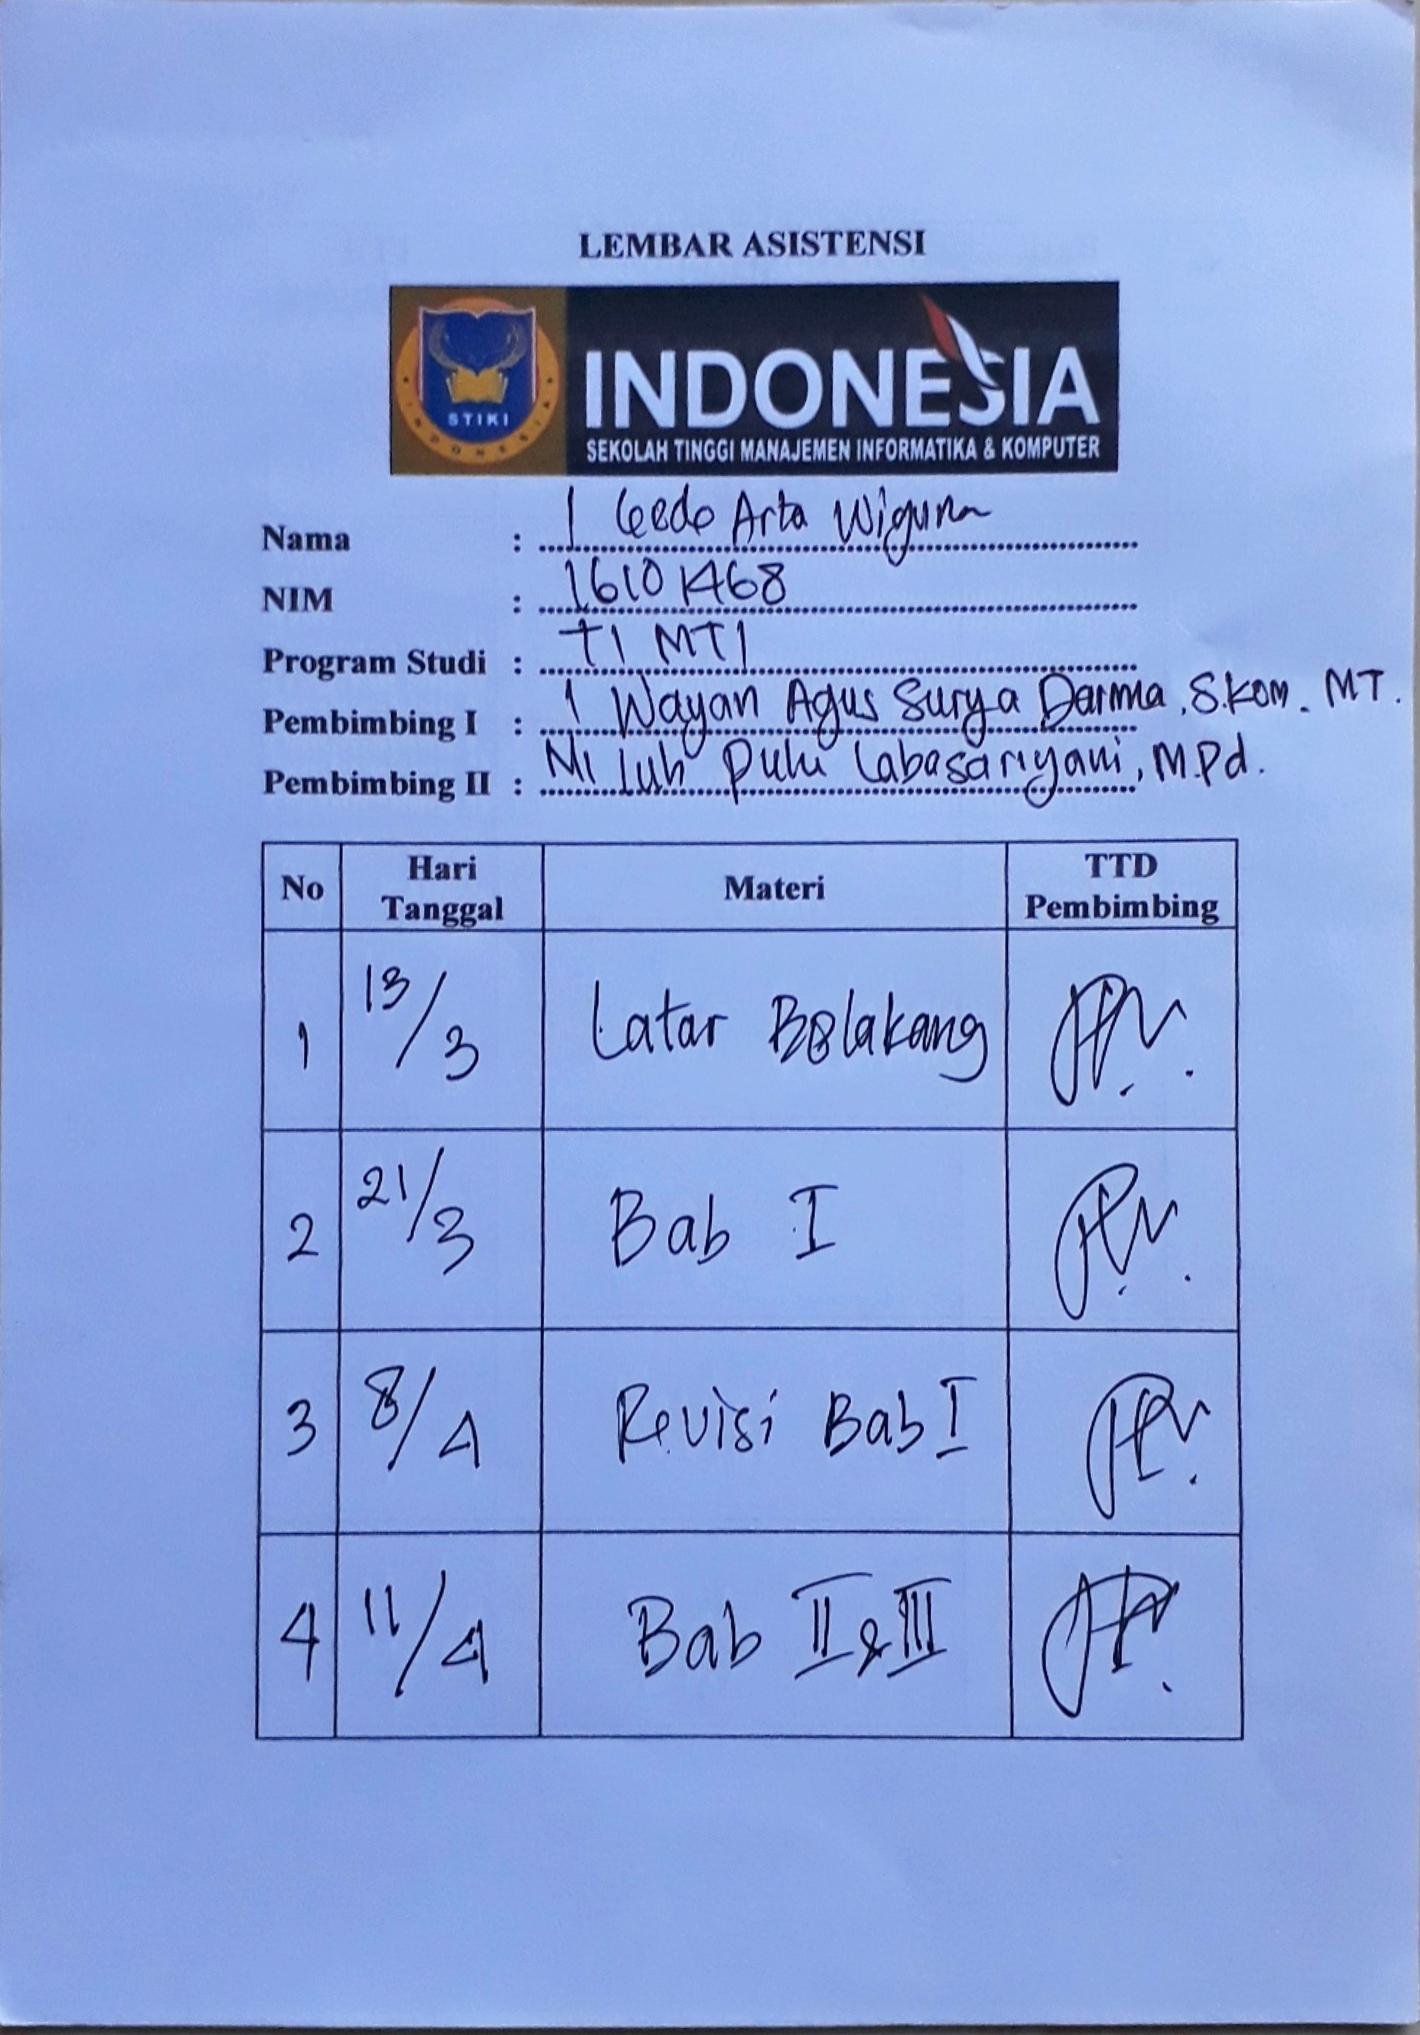 LEMBAR ASISTENSI
STIKI
INDONESIA
INDONESIA
SEKOLAH TINGGI MANAJEMEN INFORMATIKA & KOMPUTER
Nama : I Gede Arta Wiguna
NIM : 16101468
Program Studi : TI MTI
Pembimbing I : I Wayan Agus Surya Darma, S.Kom. MT.
Pembimbing II : Ni Luh Putu Labasariyani, M.Pd.
No Hari Tanggal Materi TTD Pembimbing
1 13/3 Latar Belakang
2 21/3 Bab I
3 8/4 Revisi Bab I
4 11/4 Bab II & III